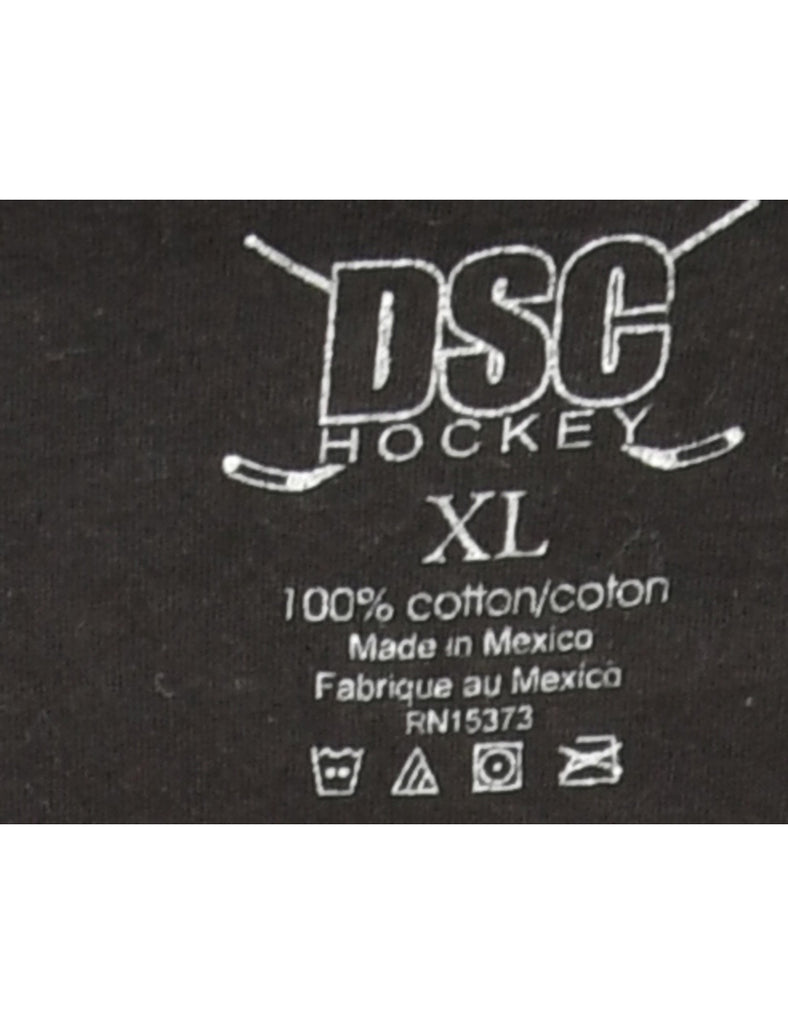 DSC
HOCKEY
XL
100% cotton/coton
Made in Mexico
Fabrique au Mexico
RN15373